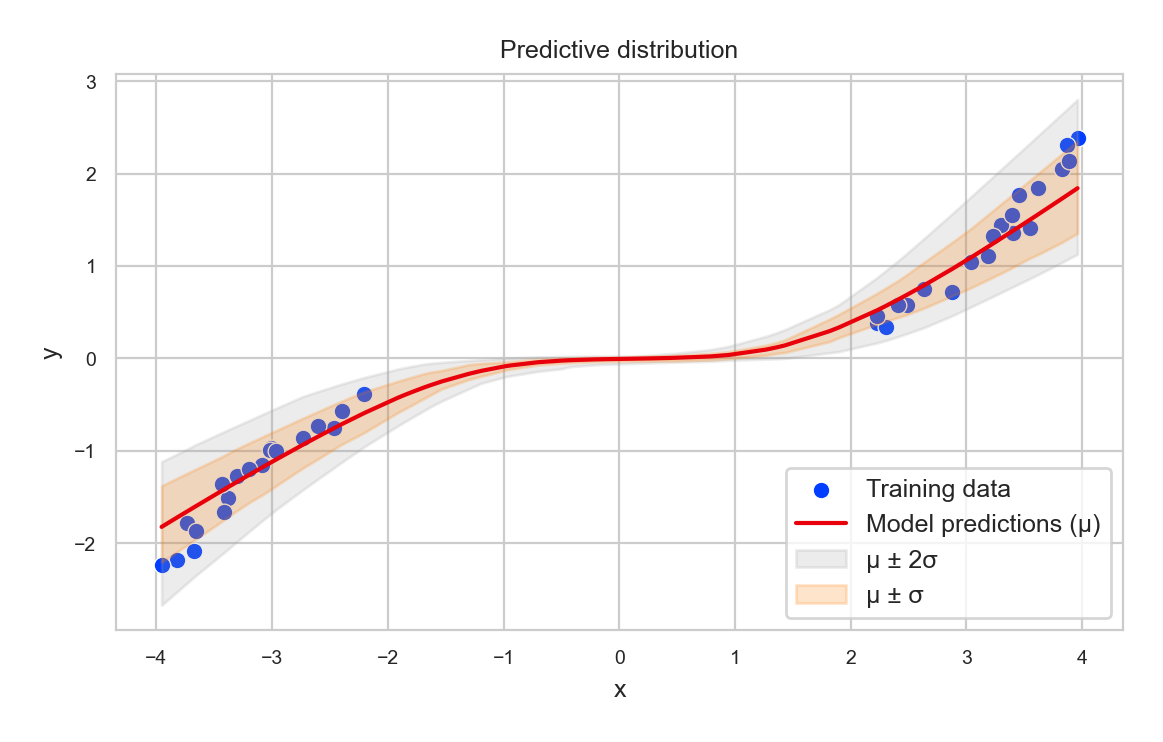 Predictive distribution
3
2
1
0
−1
−2
y
−4
−3
−2
−1
0
1
2
3
4
x
Training data
Model predictions (μ)
μ ± 2σ
μ ± σ